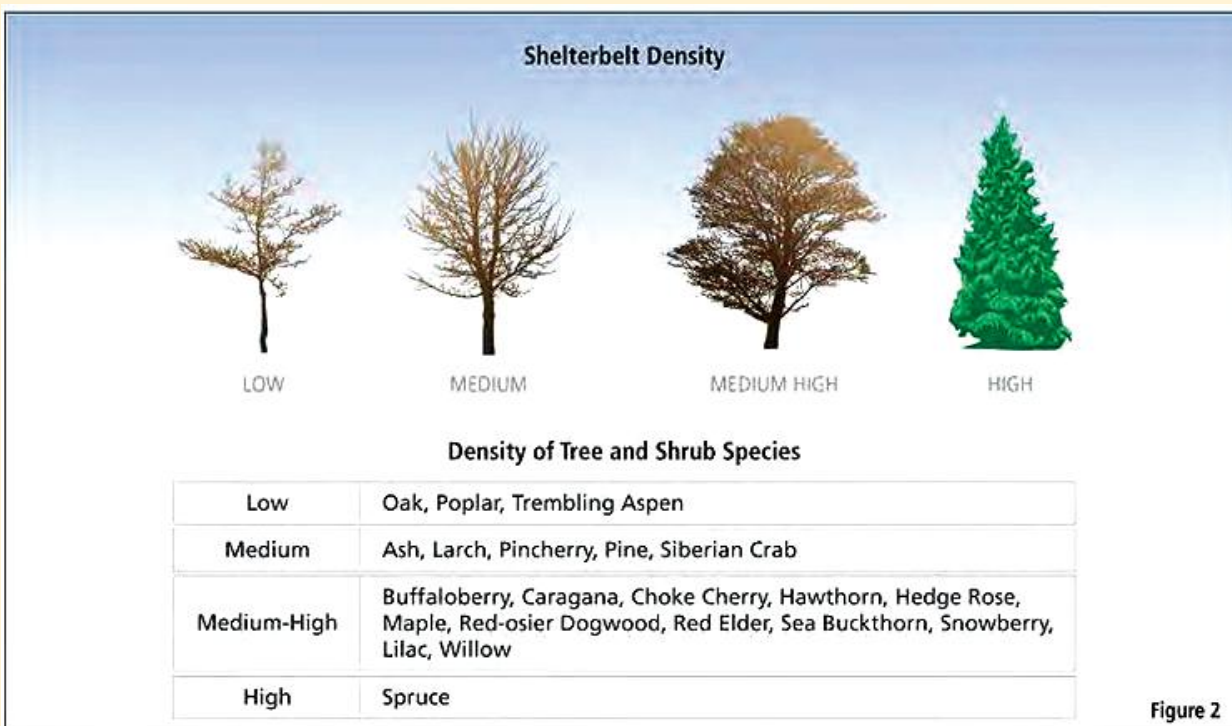 Shelterbelt Density
LOW
MEDIUM
MEDIUM HIGH
HIGH
Density of Tree and Shrub Species
Low
Oak, Poplar, Trembling Aspen
Medium
Ash, Larch, Pincherry, Pine, Siberian Crab
Medium-High
Buffaloberry, Caragana, Choke Cherry, Hawthorn, Hedge Rose,
Maple, Red-osier Dogwood, Red Elder, Sea Buckthorn, Snowberry,
Lilac, Willow
High
Spruce
Figure 2